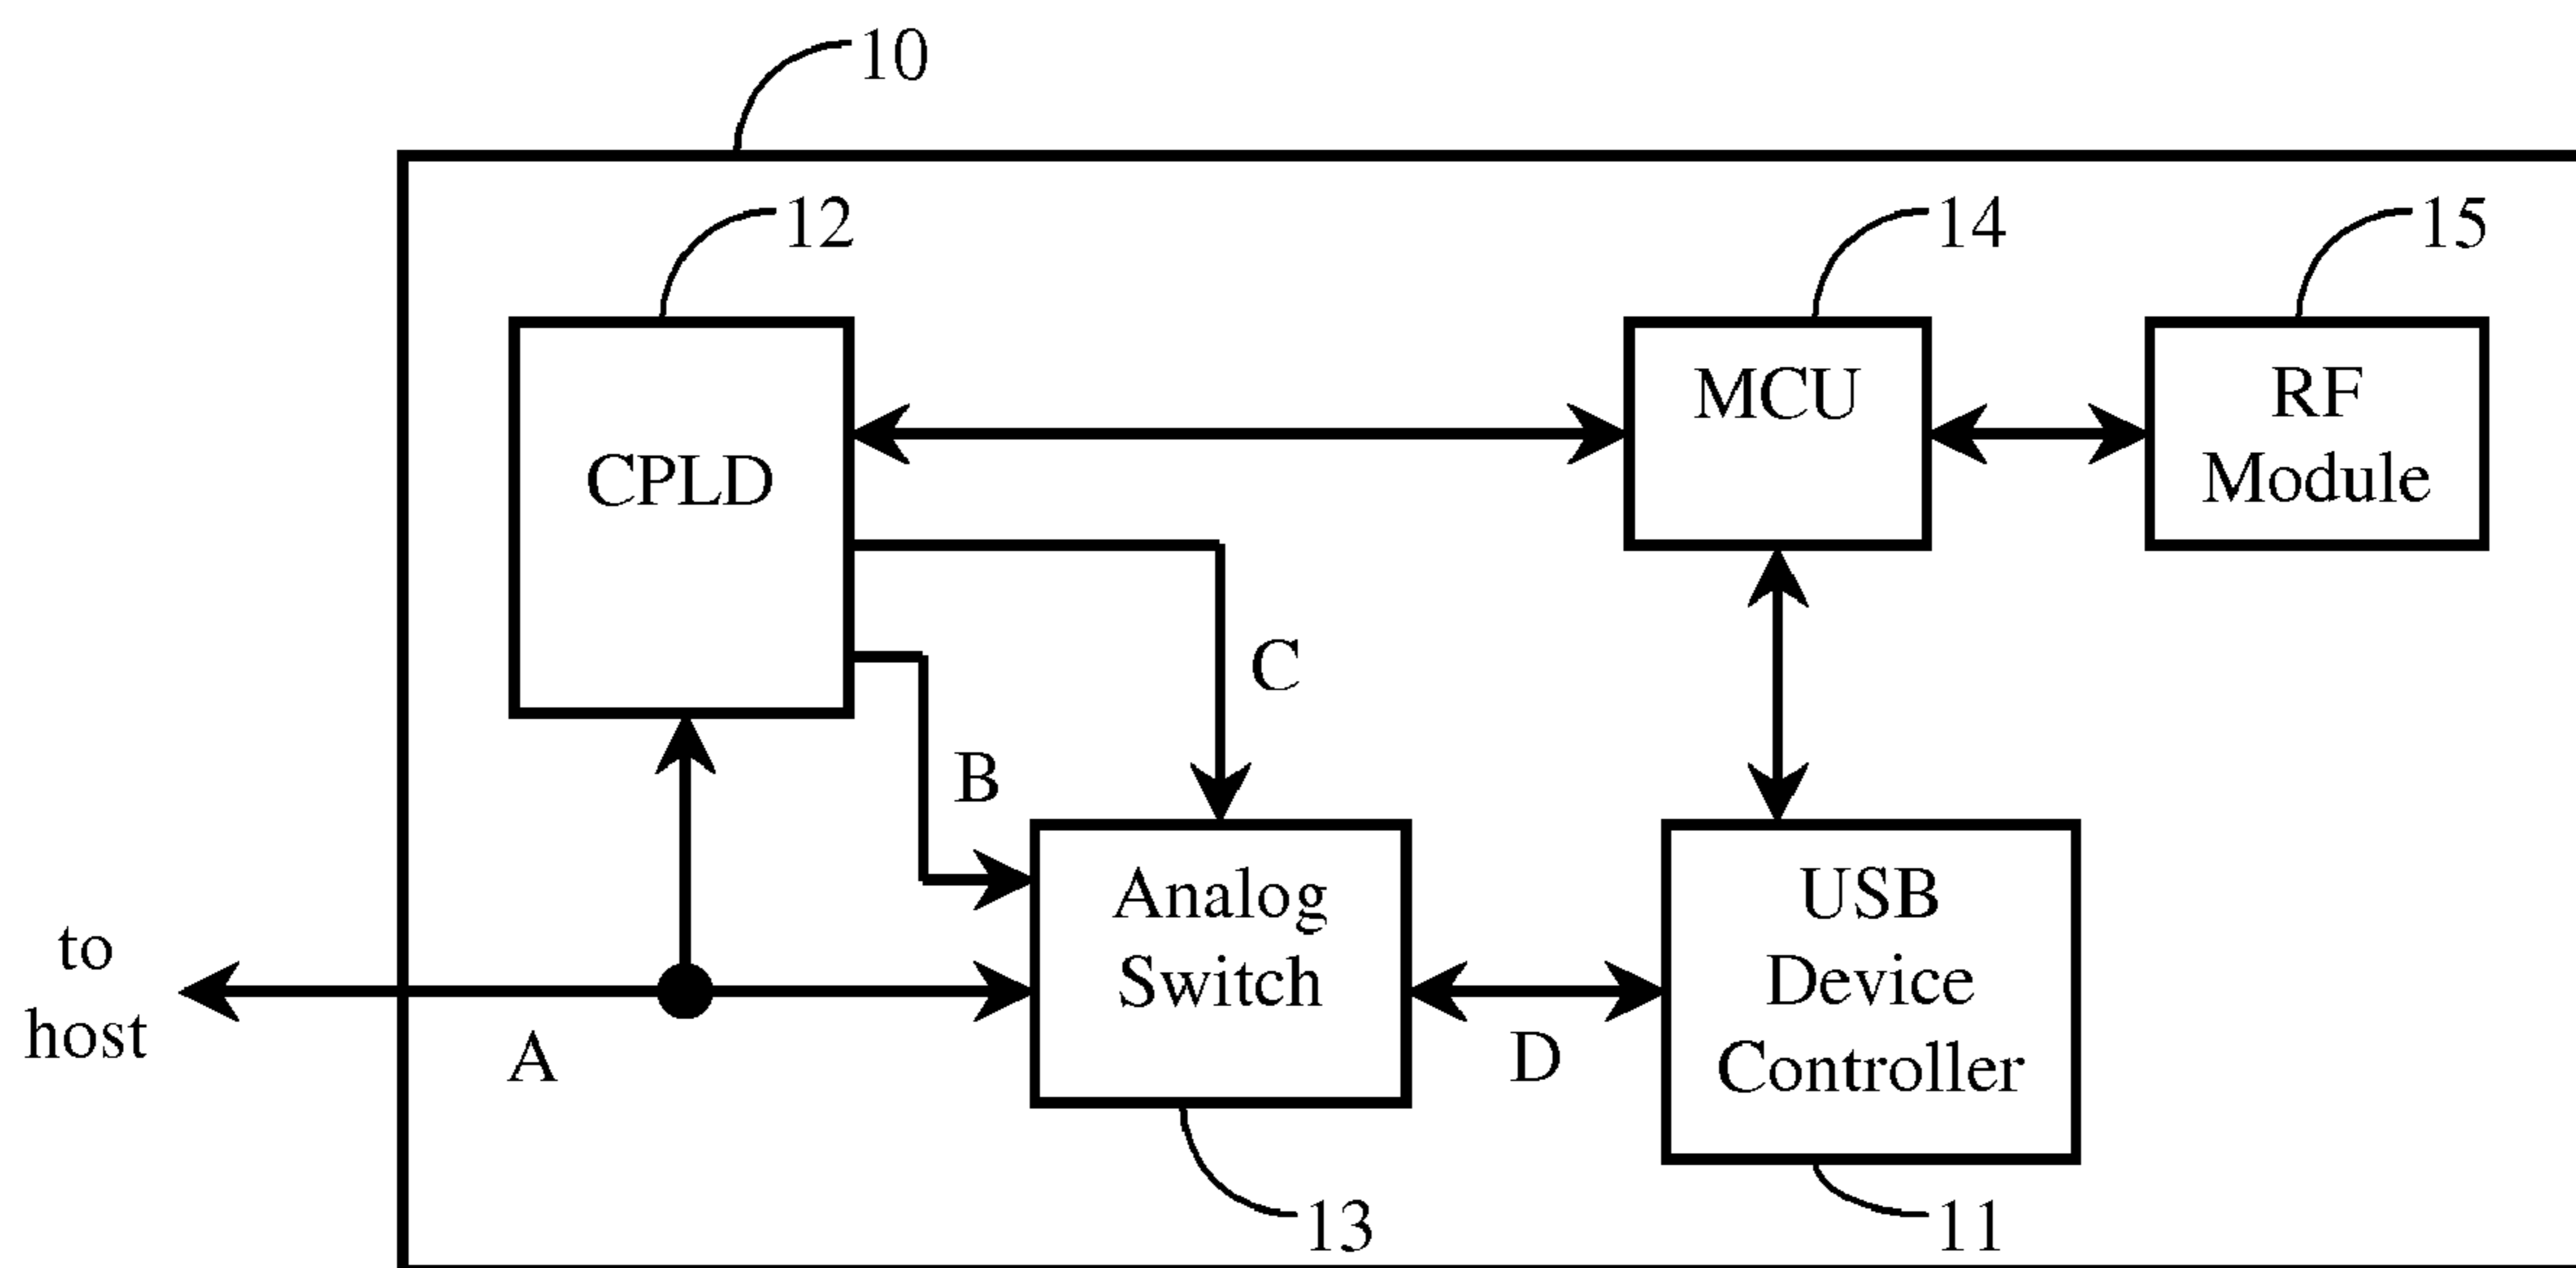 10
12
14
15
CPLD
MCU
RF
Module
C
B
to
host
A
Analog
Switch
D
USB
Device
Controller
13
11